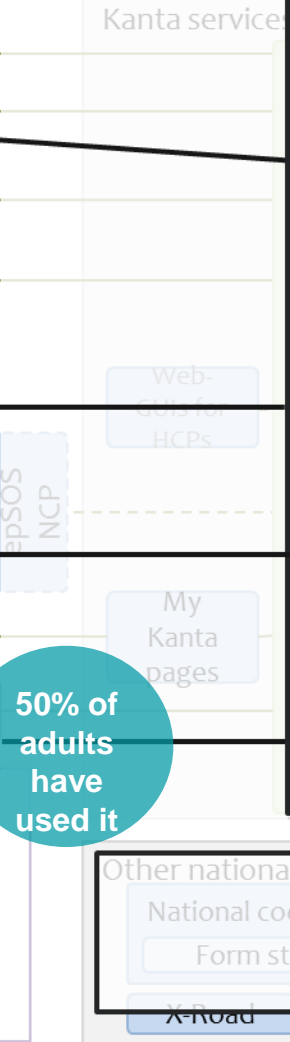 Kanta services
Web-
GUIs for
HCPs
epSOS
NCP
My
Kanta
pages
50% of
adults
have
used it
Other nationa
National co
Form st
X-Road